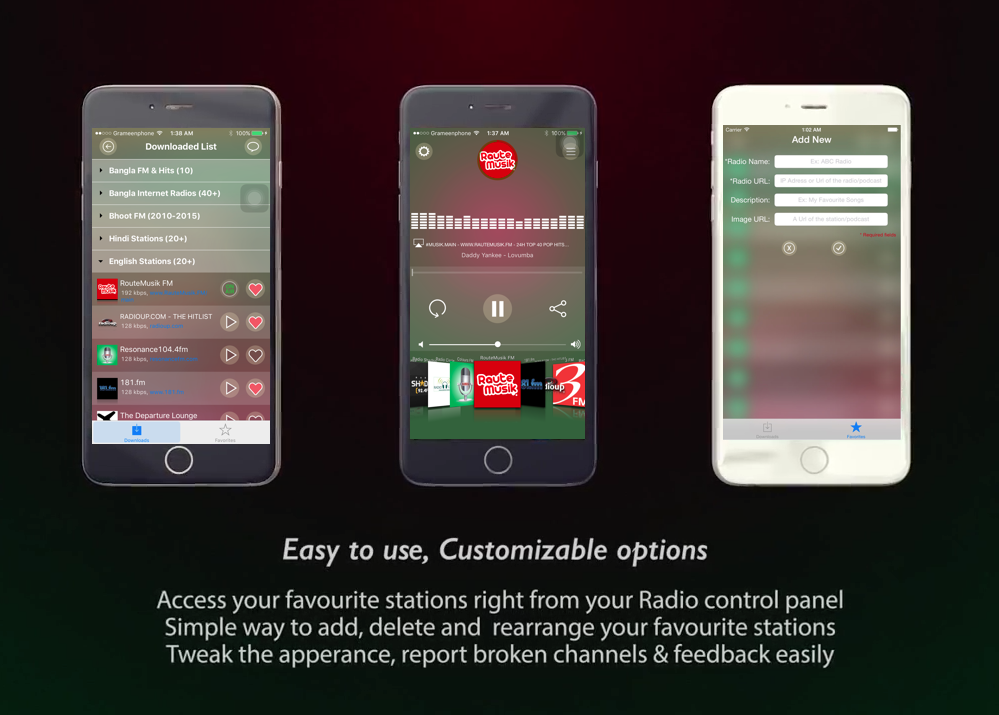 Grameenphone 1:38 AM 100%
Downloaded List
Bangla FM & Hits (10)
Bangla Internet Radios (40+)
Bhoot FM (2010-2015)
Hindi Stations (20+)
English Stations (20+)
RouteMusik FM
192 kbps,
RADIOUP.COM - THE HITLIST
128 kbps,
Resonance104.4fm
128 kbps,
181.fm
128 kbps,
The Departure Lounge
Downloads Favorites
Grameenphone 1:37 AM 100%
Route
Musik
#MUSIK.MAIN - WWW.RAUTEMUSIK.FM - 24H TOP 40 POP HITS...
Daddy Yankee - Lovumba
RouteMusik FM
Route
Musik
3
FM
Carrier 1:02 AM
Add New
*Radio Name: Ex: ABC Radio
*Radio URL: IP Adress or Url of the radio/podcast
Description: Ex: My Favourite Songs
Image URL: A Url of the station/podcast
* Required fields
Downloads Favorites
Easy to use, Customizable options
Access your favourite stations right from your Radio control panel
Simple way to add, delete and rearrange your favourite stations
Tweak the apperance, report broken channels & feedback easily